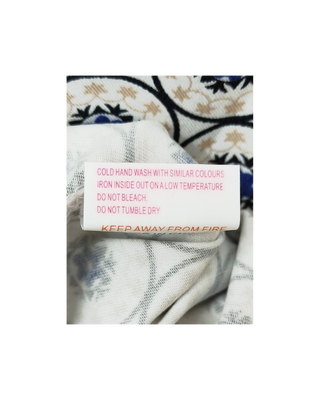 COLD HAND WASH WITH SIMILAR COLOURS
IRON INSIDE OUT ON A LOW TEMPERATURE
DO NOT BLEACH.
DO NOT TUMBLE DRY
KEEP AWAY FROM FIRE